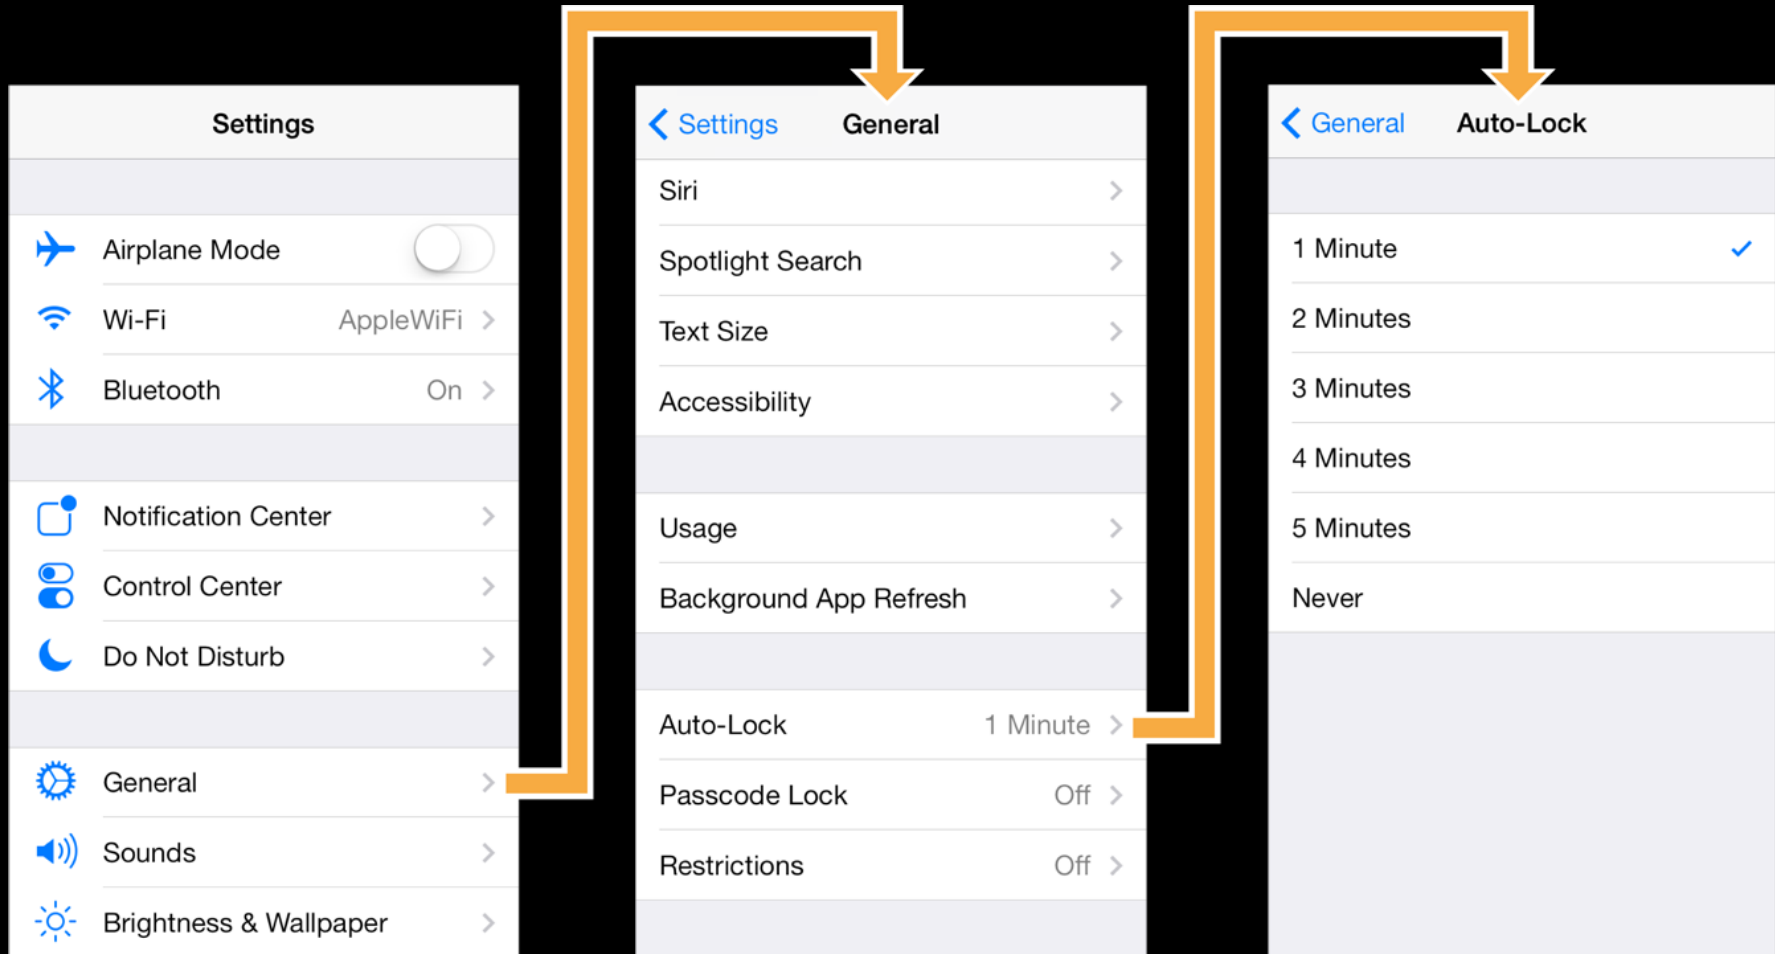 Settings
Airplane Mode
Wi-Fi AppleWiFi
Bluetooth On
Notification Center
Control Center
Do Not Disturb
General
Sounds
Brightness & Wallpaper
Settings General
Siri
Spotlight Search
Text Size
Accessibility
Usage
Background App Refresh
Auto-Lock 1 Minute
Passcode Lock Off
Restrictions Off
General Auto-Lock
1 Minute
2 Minutes
3 Minutes
4 Minutes
5 Minutes
Never